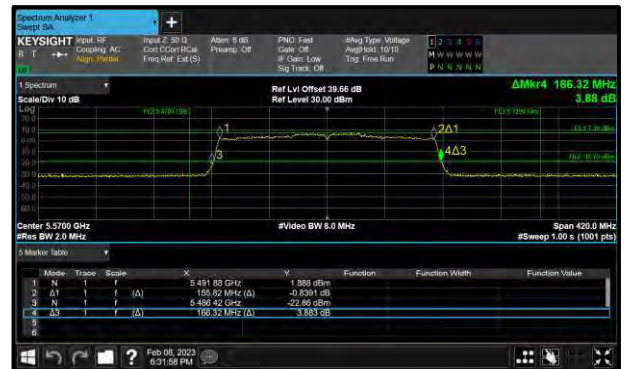 Spectrum Analyzer 1
Swept SA
+
KEYSIGHT Input: RF Input Z: 50 Ω Atten: 6 dB PNO: Fast #Avg Type: Voltage 1 2 3 4 5 6
R T Coupling: AC Corr CCorr RCal Preamp: Off Gate: Off Avg|Hold: 10/10 M W W W W W
Align: Partial Freq Ref: Ext (S) IF Gain: Low Trig: Free Run P N N N N N
Sig Track: Off
1 Spectrum Ref Lvl Offset 39.66 dB ΔMkr4 166.32 MHz
Scale/Div 10 dB Ref Level 30.00 dBm 3.88 dB
Log
1
2Δ1
3
4Δ3
Center 5.5700 GHz #Video BW 8.0 MHz Span 420.0 MHz
#Res BW 2.0 MHz #Sweep 1.00 s (1001 pts)
5 Marker Table
Mode Trace Scale X Y Function Function Width Function Value
1 N 1 f 5.491 88 GHz 1.888 dBm
2 Δ1 1 f (Δ) 155.82 MHz (Δ) -0.8391 dB
3 N 1 f 5.486 42 GHz -22.86 dBm
4 Δ3 1 f (Δ) 166.32 MHz (Δ) 3.883 dB
5
6
? Feb 08, 2023
6:31:58 PM